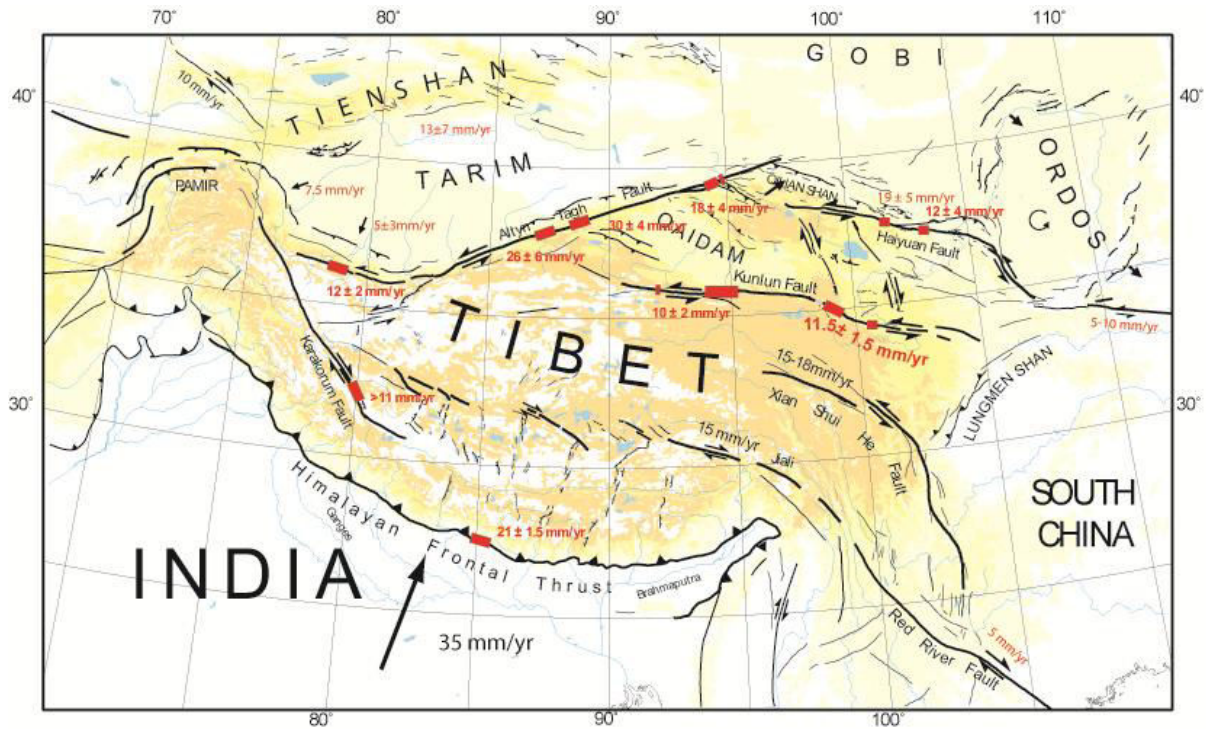 70°
80°
90°
100°
110°
GOBI
10 mm/yr
TIENSHAN
40°
40°
13±7 mm/yr
TARIM
ORDOS
PAMIR
7.5 mm/yr
QILIAN SHAN
19 ± 5 mm/yr
12 ± 4 mm/yr
5±3mm/yr
Altyn Tagh Fault
18 ± 4 mm/yr
30 ± 4 mm/yr
QAIDAM
Haiyuan Fault
26 ± 6 mm/yr
Kunlun Fault
12 ± 2 mm/yr
10 ± 2 mm/yr
11.5± 1.5 mm/yr
5-10 mm/yr
TIBET
Karakorum Fault
15-18mm/yr
LUNGMEN SHAN
>11 mm/yr
Xian Shui He Fault
30°
30°
15 mm/yr
Jiali
Himalayan Frontal Thrust
Ganges
21 ± 1.5 mm/yr
SOUTH
CHINA
INDIA
Brahmaputra
35 mm/yr
Red River Fault
5 mm/yr
80°
90°
100°